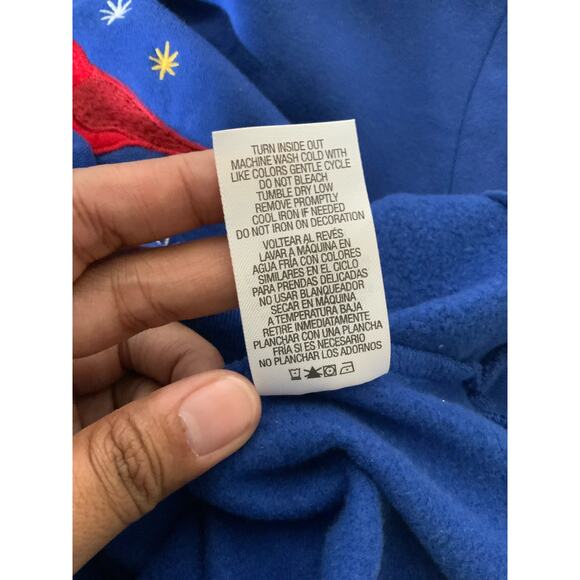 TURN INSIDE OUT
MACHINE WASH COLD WITH
LIKE COLORS GENTLE CYCLE
DO NOT BLEACH
TUMBLE DRY LOW
REMOVE PROMPTLY
COOL IRON IF NEEDED
DO NOT IRON ON DECORATION
VOLTEAR AL REVÉS
LAVAR A MÁQUINA EN
AGUA FRÍA CON COLORES
SIMILARES EN EL CICLO
PARA PRENDAS DELICADAS
NO USAR BLANQUEADOR
SECAR EN MÁQUINA
A TEMPERATURA BAJA
RETIRE INMEDIATAMENTE
PLANCHAR CON UNA PLANCHA
FRÍA SI ES NECESARIO
NO PLANCHAR LOS ADORNOS